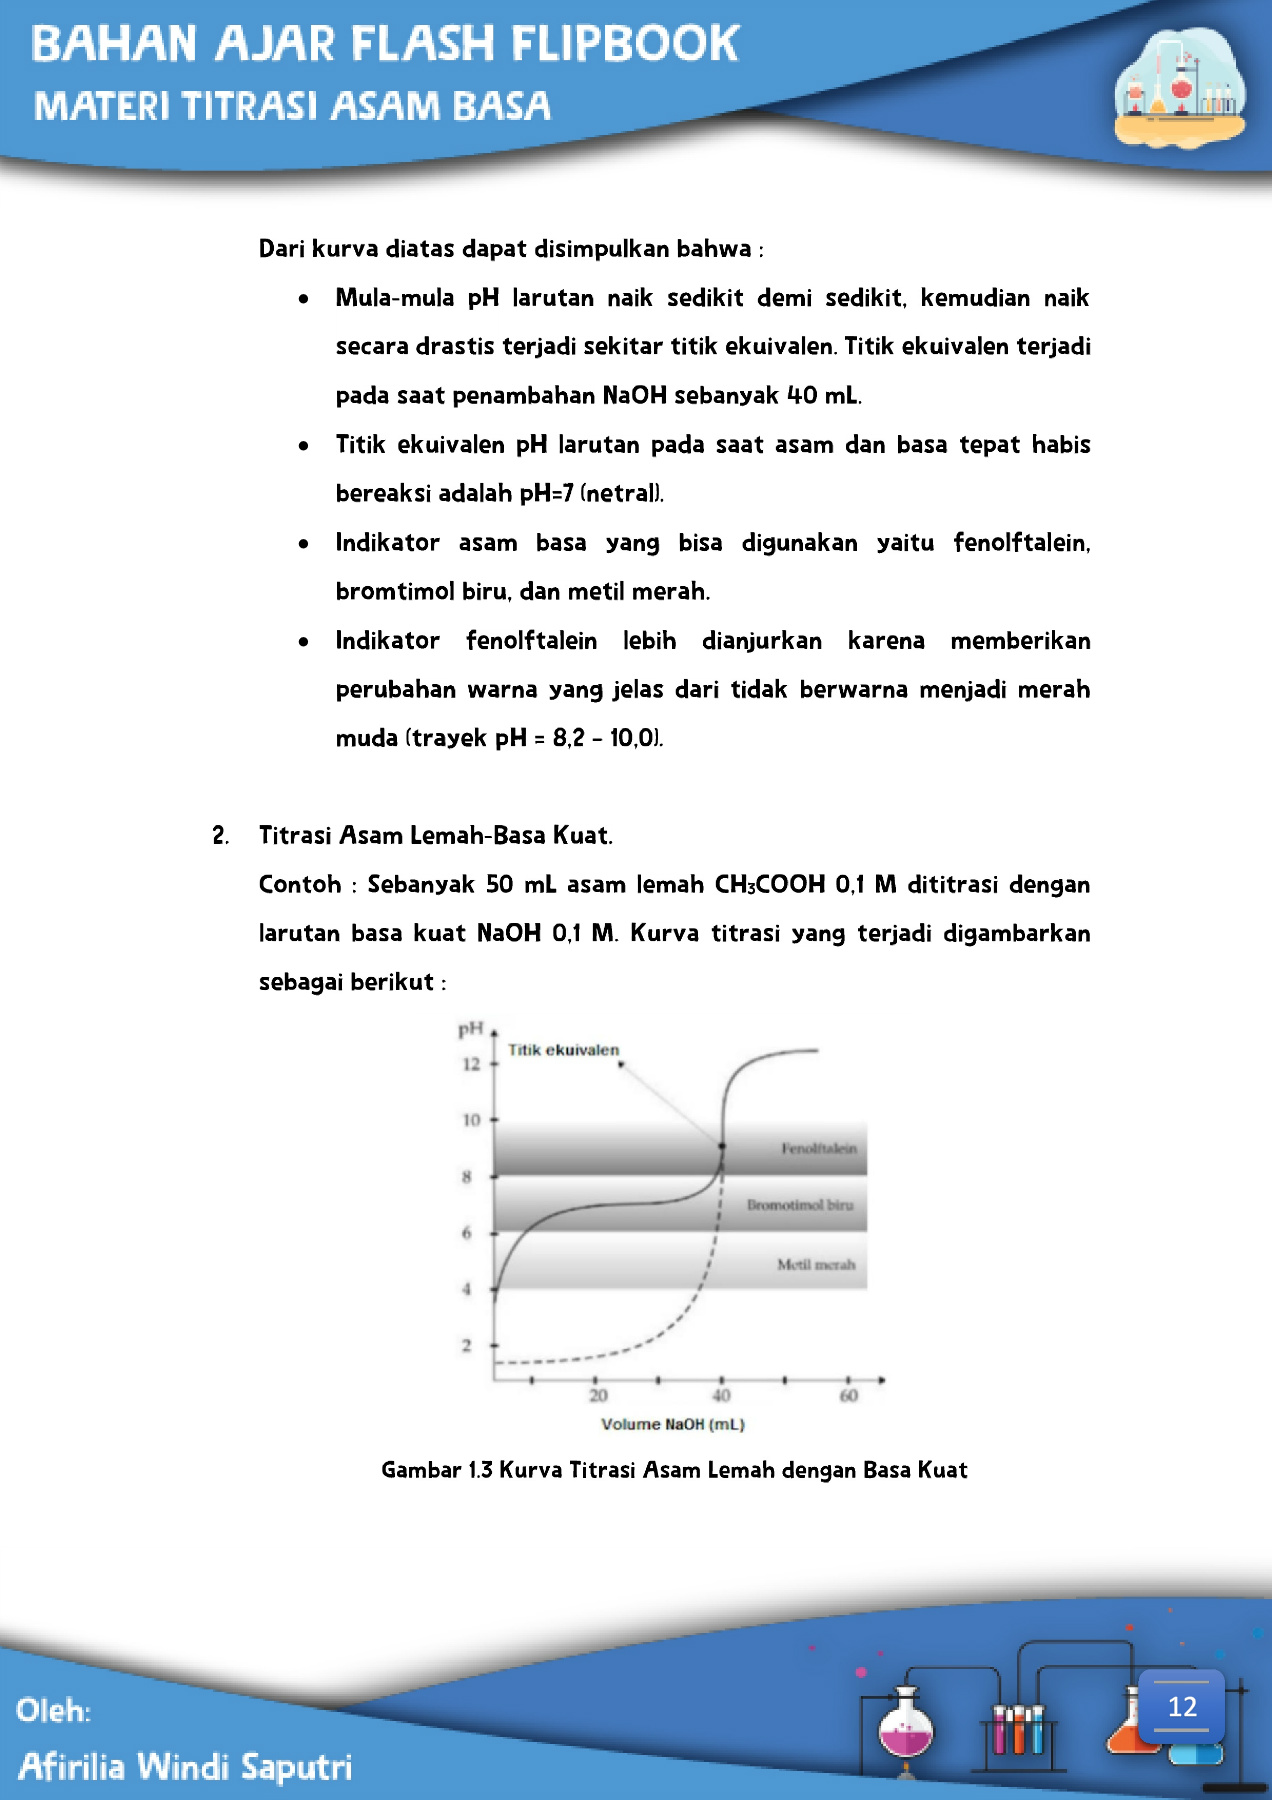 BAHAN AJAR FLASH FLIPBOOK
MATERI TITRASI ASAM BASA
Dari kurva diatas dapat disimpulkan bahwa :
• Mula-mula pH larutan naik sedikit demi sedikit, kemudian naik
secara drastis terjadi sekitar titik ekuivalen. Titik ekuivalen terjadi
pada saat penambahan NaOH sebanyak 40 mL.
• Titik ekuivalen pH larutan pada saat asam dan basa tepat habis
bereaksi adalah pH=7 (netral).
• Indikator asam basa yang bisa digunakan yaitu fenolftalein,
bromtimol biru, dan metil merah.
• Indikator fenolftalein lebih dianjurkan karena memberikan
perubahan warna yang jelas dari tidak berwarna menjadi merah
muda (trayek pH = 8,2 – 10,0).
2. Titrasi Asam Lemah-Basa Kuat.
Contoh : Sebanyak 50 mL asam lemah CH₃COOH 0,1 M dititrasi dengan
larutan basa kuat NaOH 0,1 M. Kurva titrasi yang terjadi digambarkan
sebagai berikut :
pH
Titik ekuivalen
12
10
Fenolftalein
8
Bromotimol biru
6
Metil merah
4
2
20 40 60
Volume NaOH (mL)
Gambar 1.3 Kurva Titrasi Asam Lemah dengan Basa Kuat
12
Oleh:
Afirilia Windi Saputri